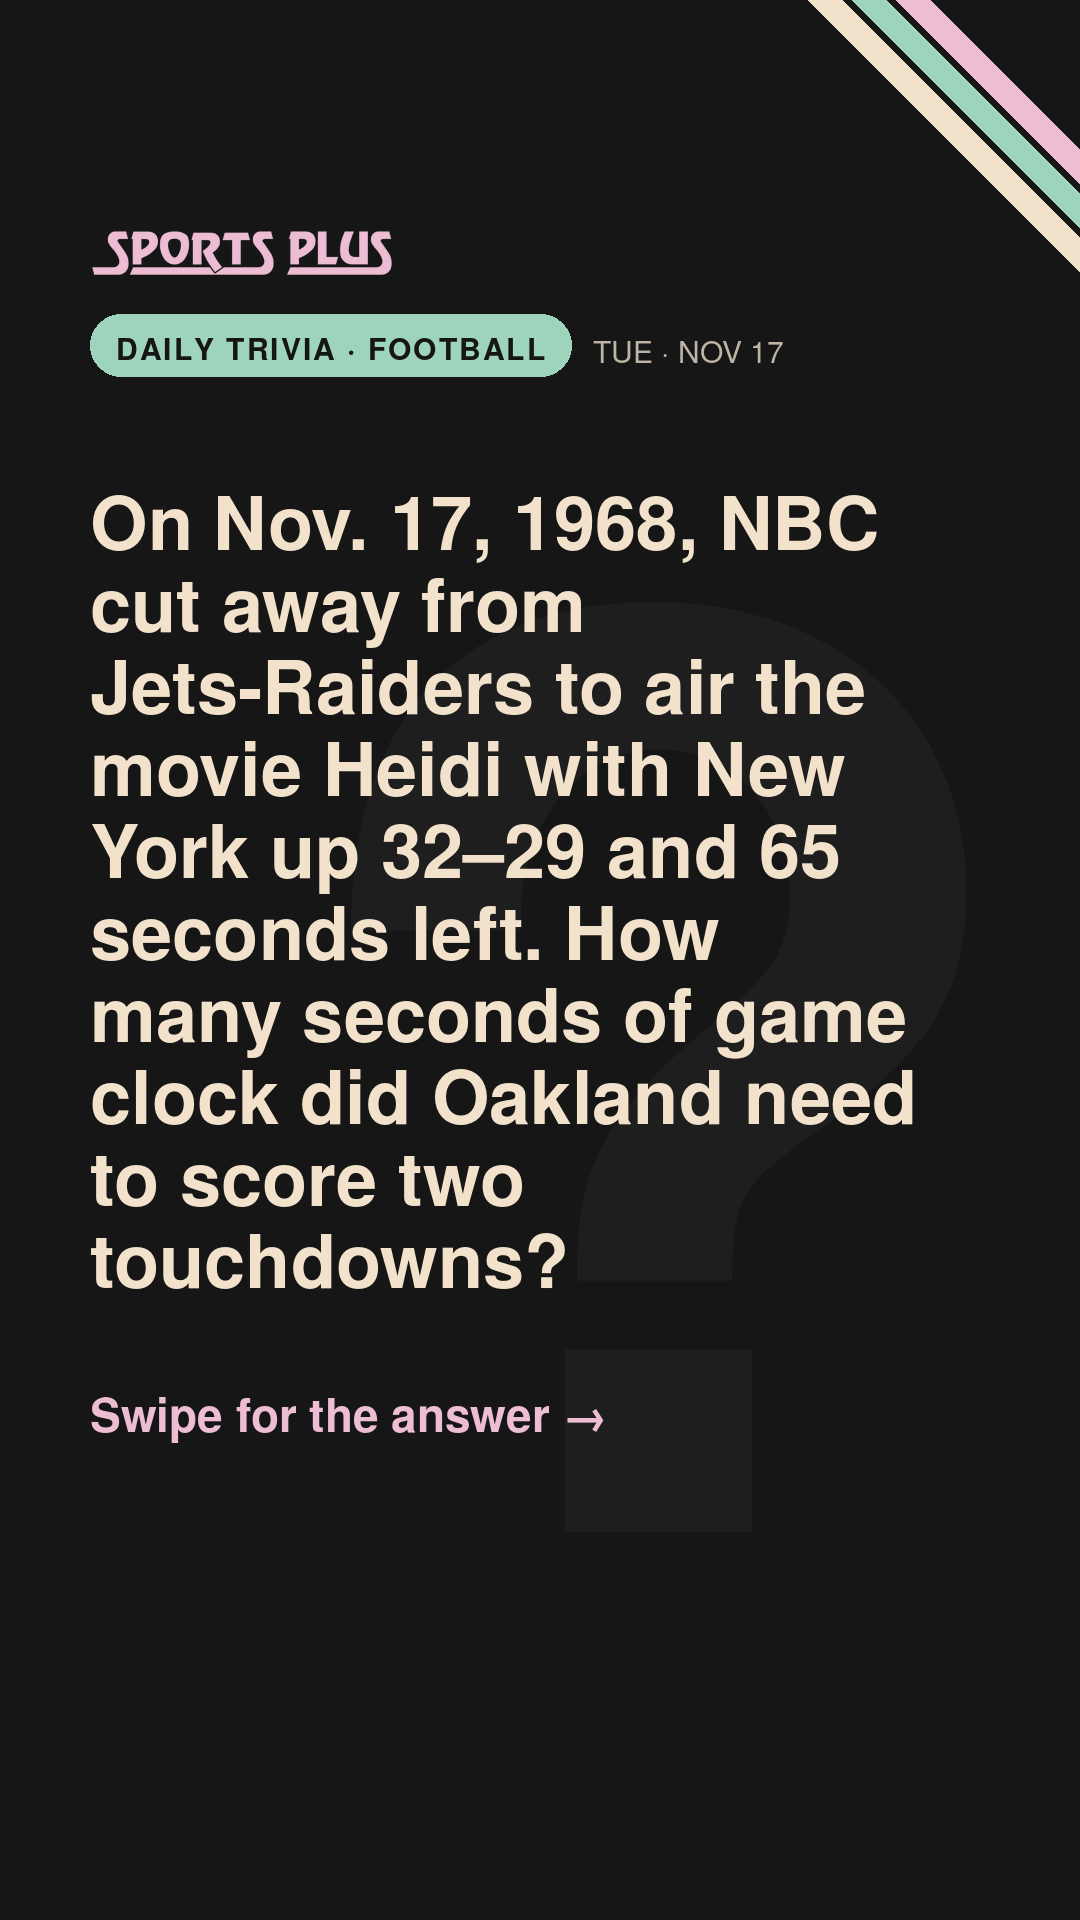 SPORTS PLUS
DAILY TRIVIA · FOOTBALL
TUE · NOV 17
On Nov. 17, 1968, NBC
cut away from
Jets-Raiders to air the
movie Heidi with New
York up 32–29 and 65
seconds left. How
many seconds of game
clock did Oakland need
to score two
touchdowns?
Swipe for the answer →